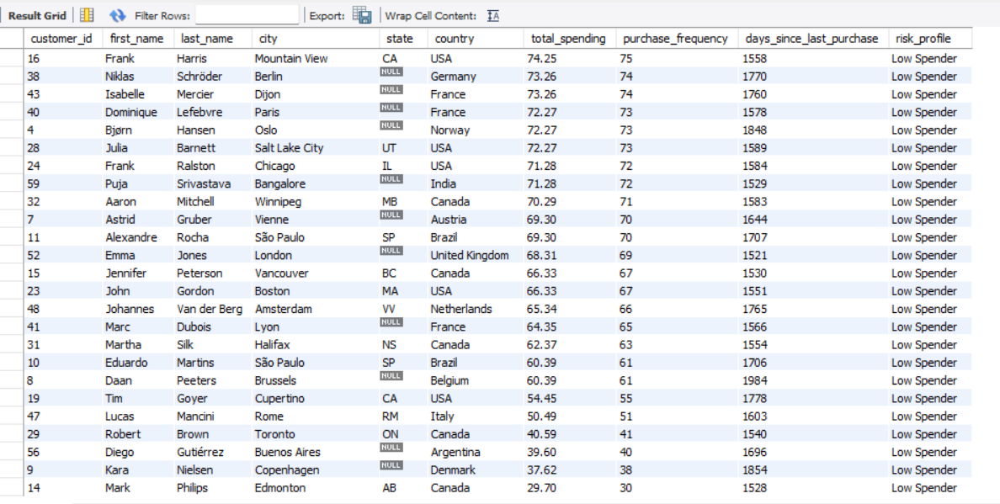 Result Grid Filter Rows: Export: Wrap Cell Content: IA
customer_id first_name last_name city state country total_spending purchase_frequency days_since_last_purchase risk_profile
16 Frank Harris Mountain View CA USA 74.25 75 1558 Low Spender
38 Niklas Schröder Berlin NULL Germany 73.26 74 1770 Low Spender
43 Isabelle Mercier Dijon NULL France 73.26 74 1760 Low Spender
40 Dominique Lefebvre Paris NULL France 72.27 73 1578 Low Spender
4 Bjørn Hansen Oslo NULL Norway 72.27 73 1848 Low Spender
28 Julia Barnett Salt Lake City UT USA 72.27 73 1589 Low Spender
24 Frank Ralston Chicago IL USA 71.28 72 1584 Low Spender
59 Puja Srivastava Bangalore NULL India 71.28 72 1529 Low Spender
32 Aaron Mitchell Winnipeg MB Canada 70.29 71 1583 Low Spender
7 Astrid Gruber Vienne NULL Austria 69.30 70 1644 Low Spender
11 Alexandre Rocha São Paulo SP Brazil 69.30 70 1707 Low Spender
52 Emma Jones London NULL United Kingdom 68.31 69 1521 Low Spender
15 Jennifer Peterson Vancouver BC Canada 66.33 67 1530 Low Spender
23 John Gordon Boston MA USA 66.33 67 1551 Low Spender
48 Johannes Van der Berg Amsterdam VV Netherlands 65.34 66 1765 Low Spender
41 Marc Dubois Lyon NULL France 64.35 65 1566 Low Spender
31 Martha Silk Halifax NS Canada 62.37 63 1554 Low Spender
10 Eduardo Martins São Paulo SP Brazil 60.39 61 1706 Low Spender
8 Daan Peeters Brussels NULL Belgium 60.39 61 1984 Low Spender
19 Tim Goyer Cupertino CA USA 54.45 55 1778 Low Spender
47 Lucas Mancini Rome RM Italy 50.49 51 1603 Low Spender
29 Robert Brown Toronto ON Canada 40.59 41 1540 Low Spender
56 Diego Gutiérrez Buenos Aires NULL Argentina 39.60 40 1696 Low Spender
9 Kara Nielsen Copenhagen NULL Denmark 37.62 38 1854 Low Spender
14 Mark Philips Edmonton AB Canada 29.70 30 1528 Low Spender